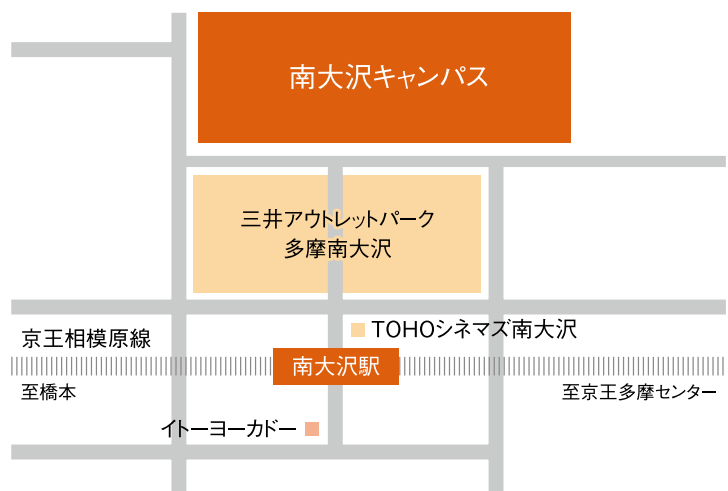 南大沢キャンパス
三井アウトレットパーク
多摩南大沢
TOHOシネマズ南大沢
京王相模原線
南大沢駅
至橋本
至京王多摩センター
イトーヨーカドー